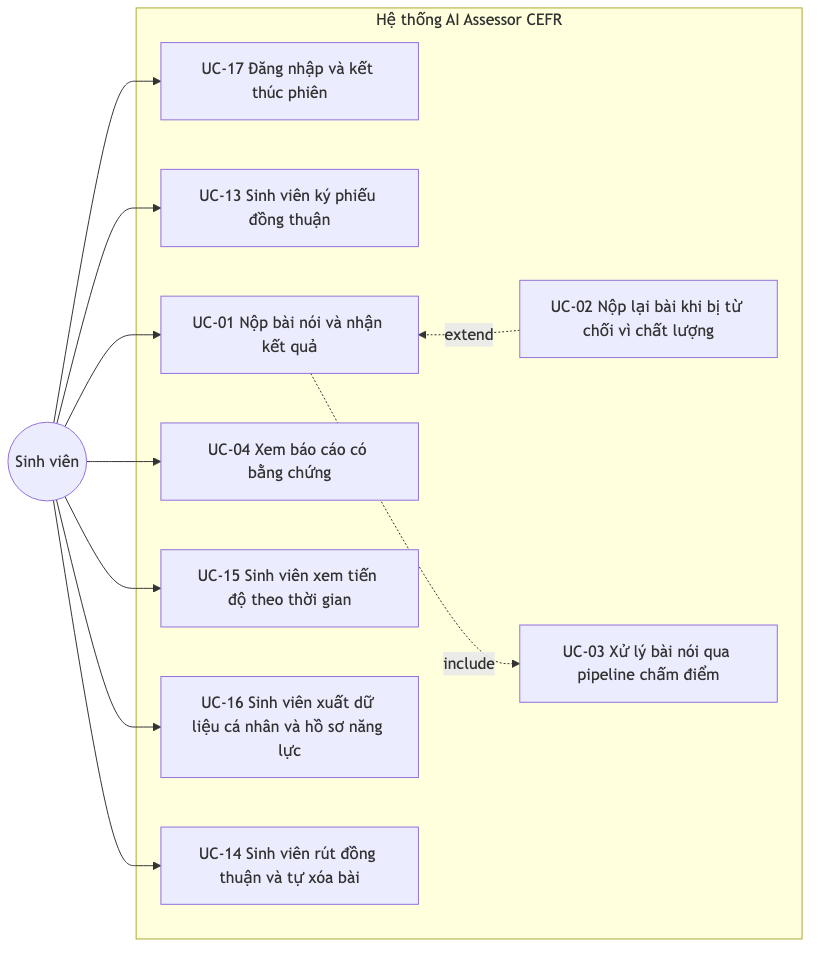 Hệ thống AI Assessor CEFR
UC-17 Đăng nhập và kết
thúc phiên
UC-13 Sinh viên ký phiếu
đồng thuận
UC-01 Nộp bài nói và nhận
kết quả
extend
UC-02 Nộp lại bài khi bị từ
chối vì chất lượng
Sinh viên
UC-04 Xem báo cáo có
bằng chứng
UC-15 Sinh viên xem tiến
độ theo thời gian
include
UC-03 Xử lý bài nói qua
pipeline chấm điểm
UC-16 Sinh viên xuất dữ
liệu cá nhân và hồ sơ năng
lực
UC-14 Sinh viên rút đồng
thuận và tự xóa bài